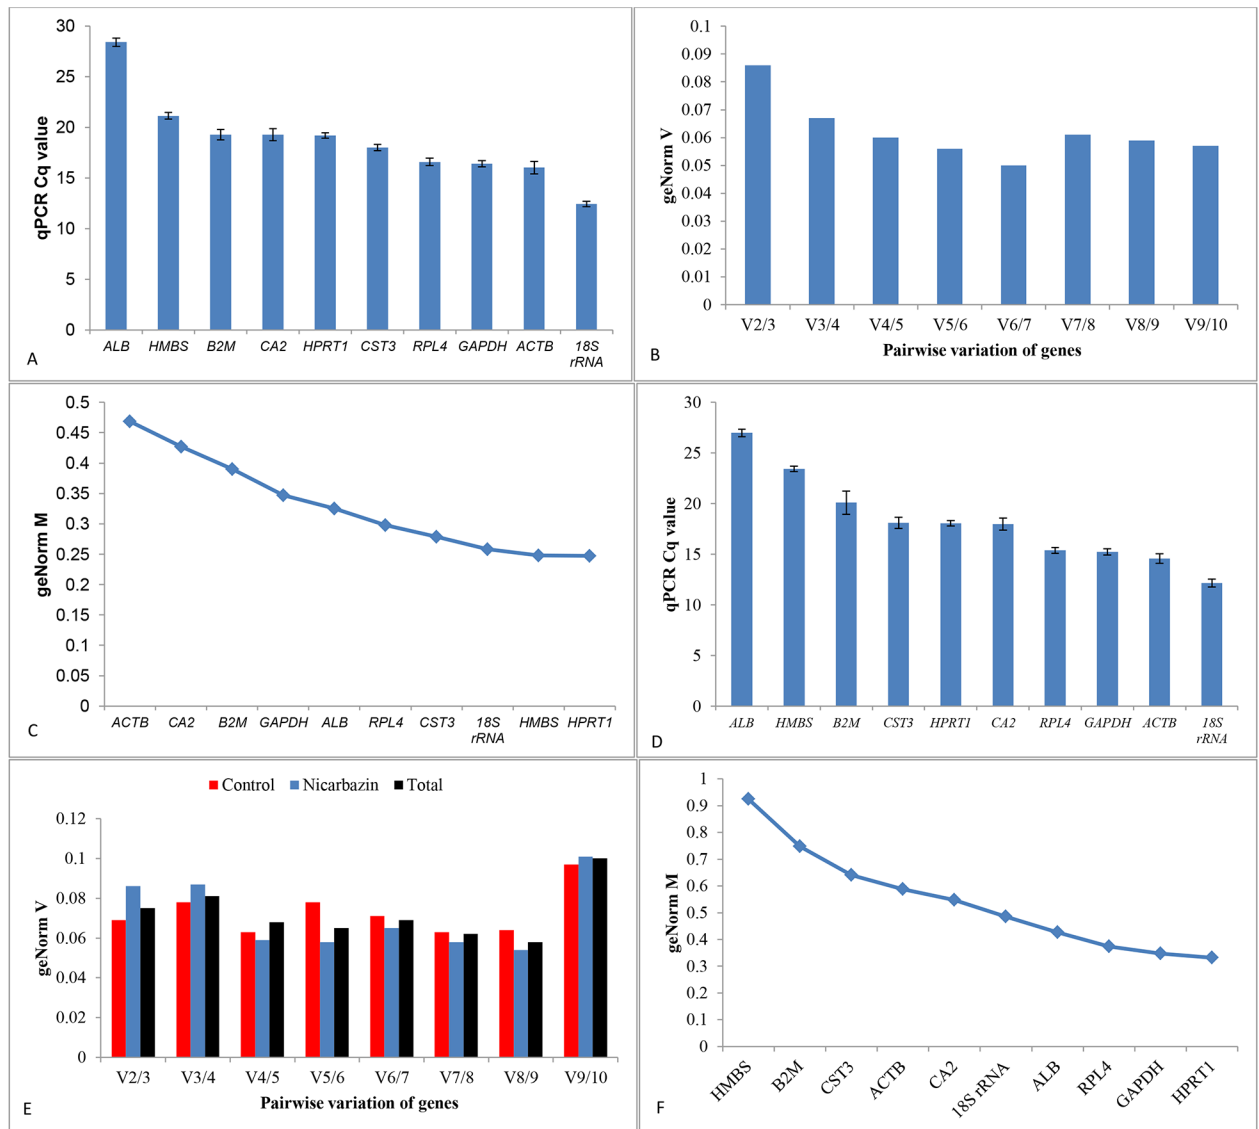 30
25
20
15
10
5
0
qPCR Cq value
ALB HMBS B2M CA2 HPRT1 CST3 RPL4 GAPDH ACTB 18S
rRNA
A
0.1
0.09
0.08
0.07
0.06
0.05
0.04
0.03
0.02
0.01
0
geNorm V
V2/3 V3/4 V4/5 V5/6 V6/7 V7/8 V8/9 V9/10
Pairwise variation of genes
B
0.5
0.45
0.4
0.35
0.3
0.25
0.2
0.15
0.1
0.05
0
geNorm M
ACTB CA2 B2M GAPDH ALB RPL4 CST3 18S HMBS HPRT1
rRNA
C
30
25
20
15
10
5
0
qPCR Cq value
ALB HMBS B2M CST3 HPRT1 CA2 RPL4 GAPDH ACTB 18S
rRNA
D
Control Nicarbazin Total
0.12
0.1
0.08
0.06
0.04
0.02
0
geNorm V
V2/3 V3/4 V4/5 V5/6 V6/7 V7/8 V8/9 V9/10
Pairwise variation of genes
E
1
0.9
0.8
0.7
0.6
0.5
0.4
0.3
0.2
0.1
0
geNorm M
HMBS B2M CST3 ACTB CA2 18S rRNA ALB RPL4 GAPDH HPRT1
F